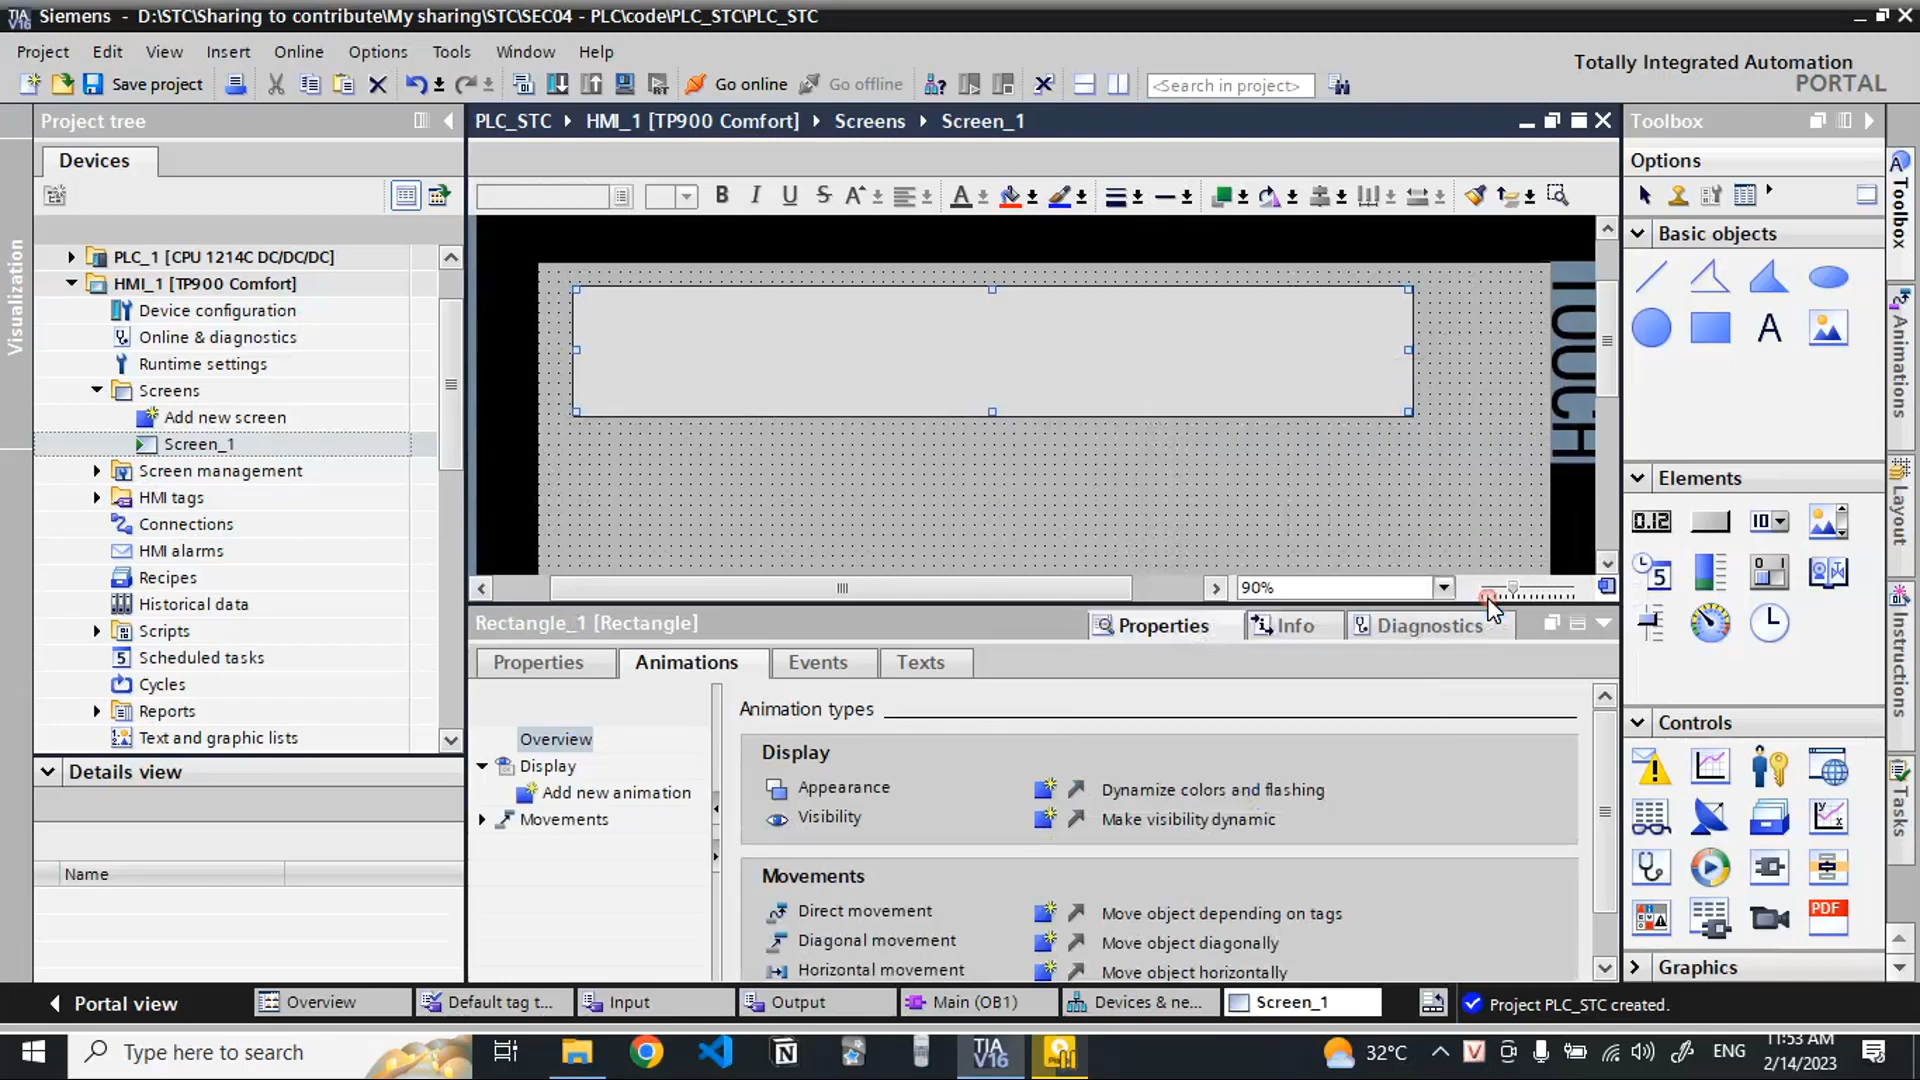 Siemens - D:\STC\Sharing to contribute\My sharing\STC\SEC04 - PLC\code\PLC_STC\PLC_STC
Project Edit View Insert Online Options Tools Window Help
Totally Integrated Automation
PORTAL
Save project
Go online
Go offline
<Search in project>
Project tree
PLC_STC HMI_1 [TP900 Comfort] Screens Screen_1
Toolbox
Devices
Options
B I U S A A
Basic objects
A
PLC_1 [CPU 1214C DC/DC/DC]
HMI_1 [TP900 Comfort]
Device configuration
Online & diagnostics
Runtime settings
Screens
Add new screen
Screen_1
Screen management
HMI tags
Connections
HMI alarms
Recipes
Historical data
Scripts
Scheduled tasks
Cycles
Reports
Text and graphic lists
Visualization
TOUCH
90%
Elements
0.12
10
5
Controls
PDF
Graphics
Toolbox
Animations
Layout
Instructions
Tasks
Rectangle_1 [Rectangle]
Properties Info Diagnostics
Properties Animations Events Texts
Overview
Display
Add new animation
Movements
Animation types
Display
Appearance Dynamize colors and flashing
Visibility Make visibility dynamic
Movements
Direct movement Move object depending on tags
Diagonal movement Move object diagonally
Horizontal movement Move object horizontally
Details view
Name
Portal view
Overview
Default tag t...
Input
Output
Main (OB1)
Devices & ne...
Screen_1
Project PLC_STC created.
Type here to search
TIA
V16
32°C
ENG
11:53 AM
2/14/2023